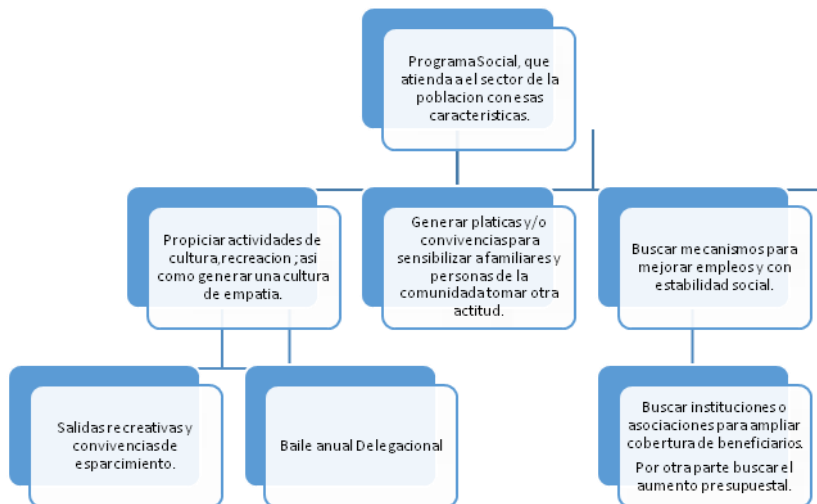 Programa Social, que
atienda a el sector de la
poblacion con esas
características.
Propiciar actividades de
cultura, recreacion ; asi
como generar una cultura
de empatia.
Generar platicas y/o
convivencias para
sensibilizar a familiares y
personas de la
comunidad a tomar otra
actitud.
Buscar mecanismos para
mejorar empleos y con
estabilidad social.
Salidas recreativas y
convivencias de
esparcimiento.
Baile anual Delegacional
Buscar instituciones o
asociaciones para ampliar
cobertura de beneficiarios.
Por otra parte buscar el
aumento presupuestal.